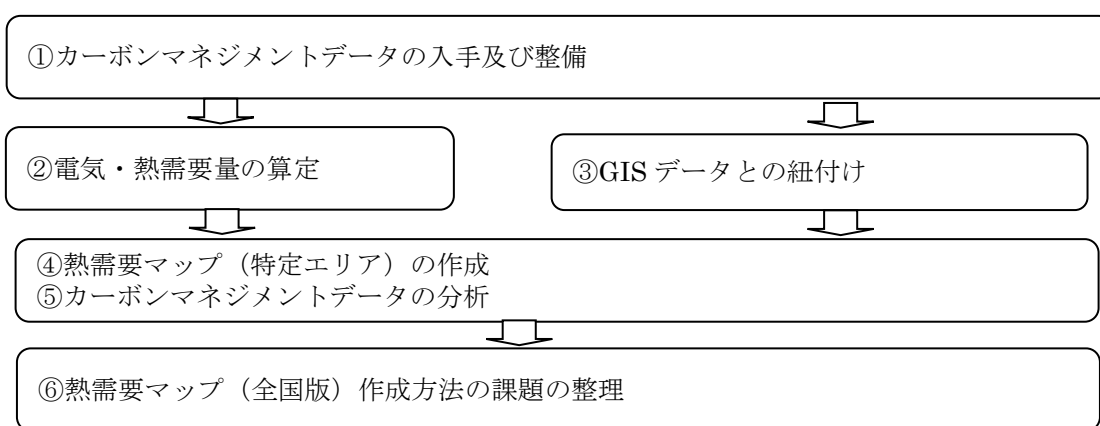 ①カーボンマネジメントデータの入手及び整備
②電気・熱需要量の算定
③GIS データとの紐付け
④熱需要マップ（特定エリア）の作成
⑤カーボンマネジメントデータの分析
⑥熱需要マップ（全国版）作成方法の課題の整理